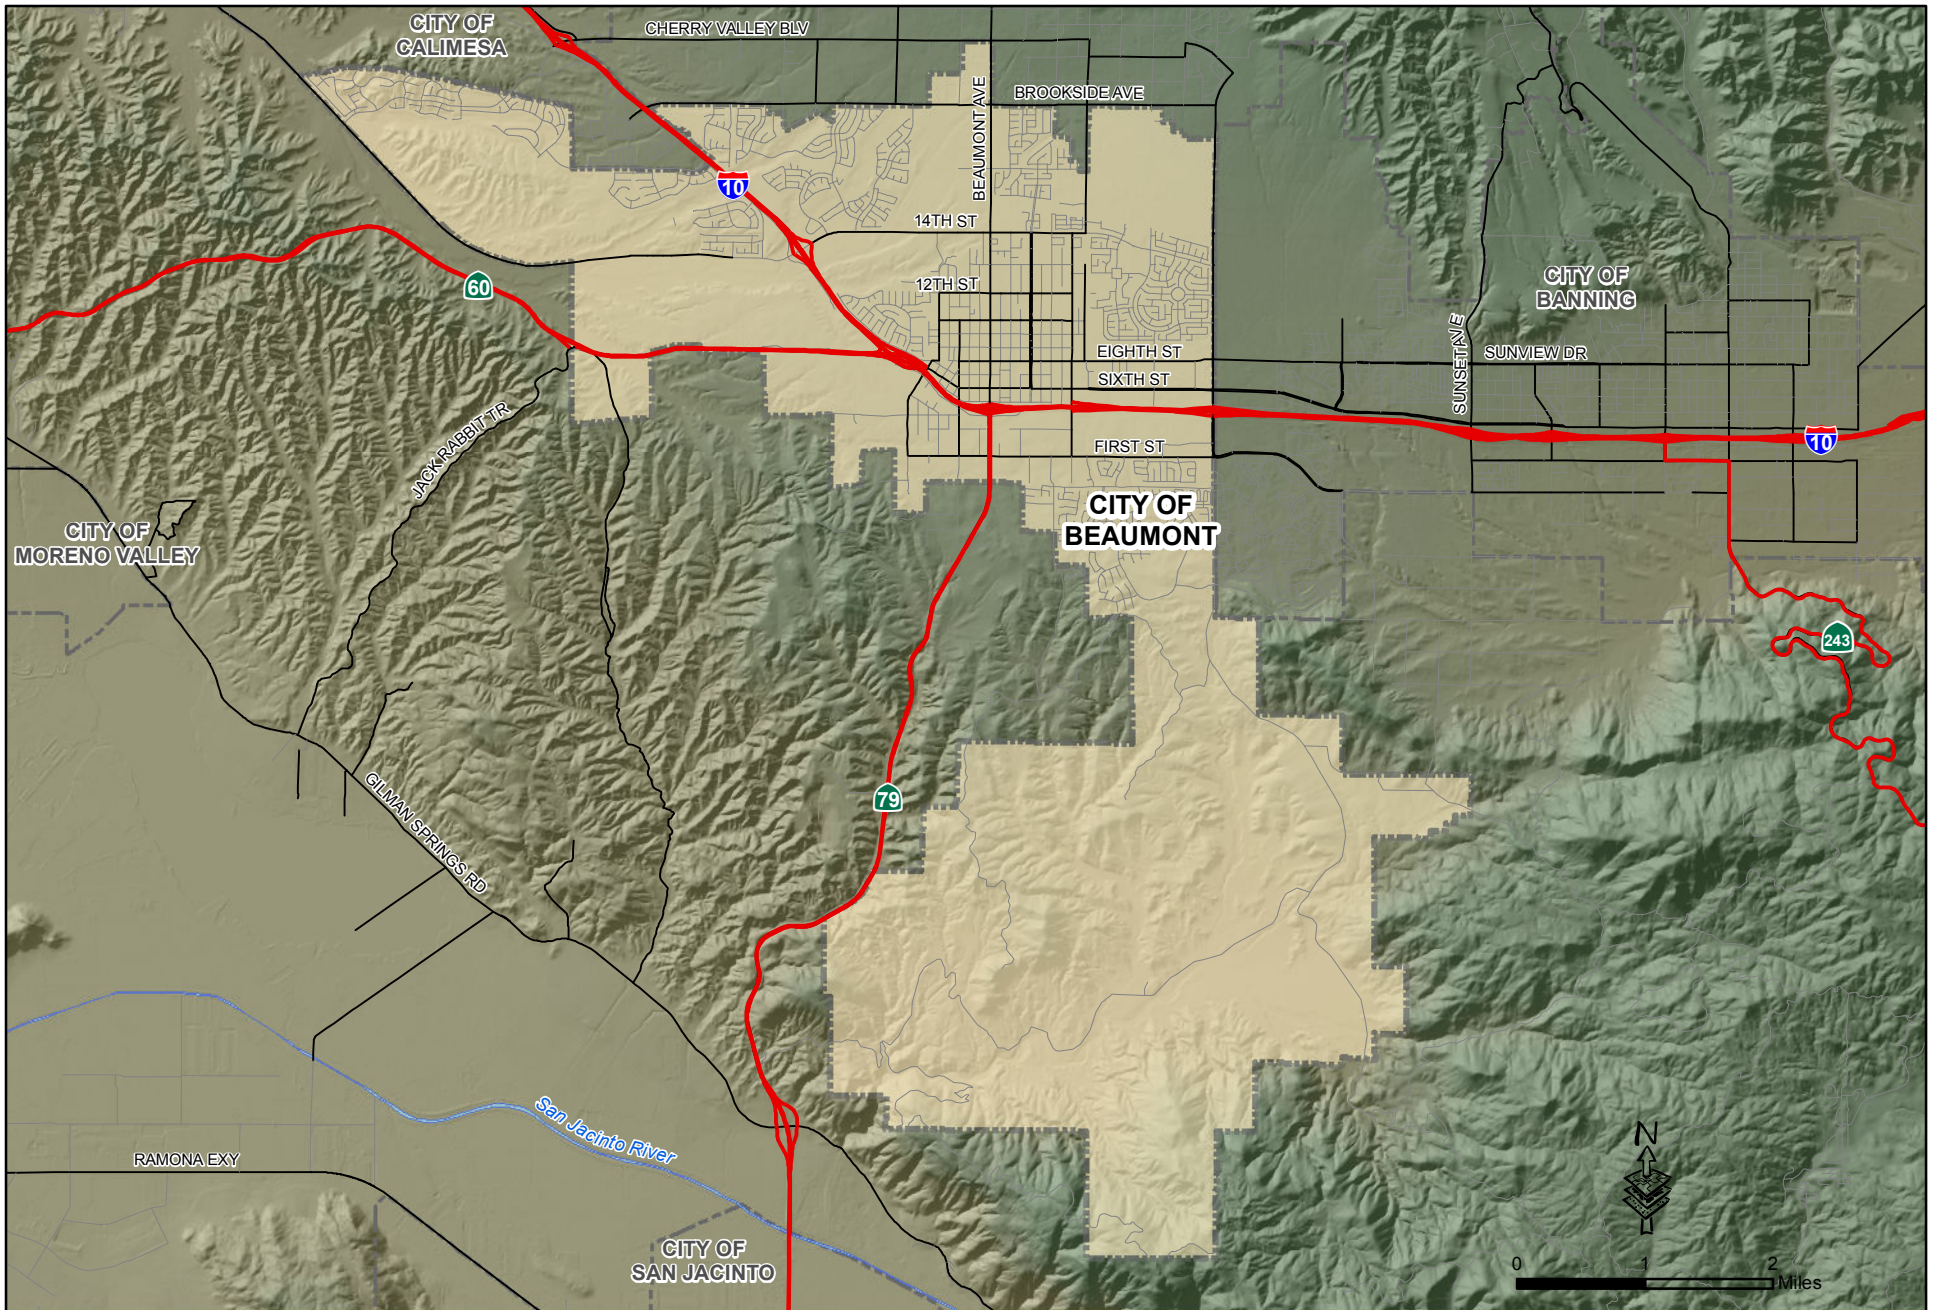 CITY OF
CALIMESA
CHERRY VALLEY BLV
BEAUMONT AVE
BROOKSIDE AVE
10
14TH ST
60
12TH ST
CITY OF
BANNING
EIGHTH ST
SUNVIEW DR
SIXTH ST
SUNSET AVE
JACK RABBIT TR
FIRST ST
10
CITY OF
BEAUMONT
CITY OF
MORENO VALLEY
243
79
GILMAN SPRINGS RD
San Jacinto River
RAMONA EXY
CITY OF
SAN JACINTO
N
0 1 2
Miles